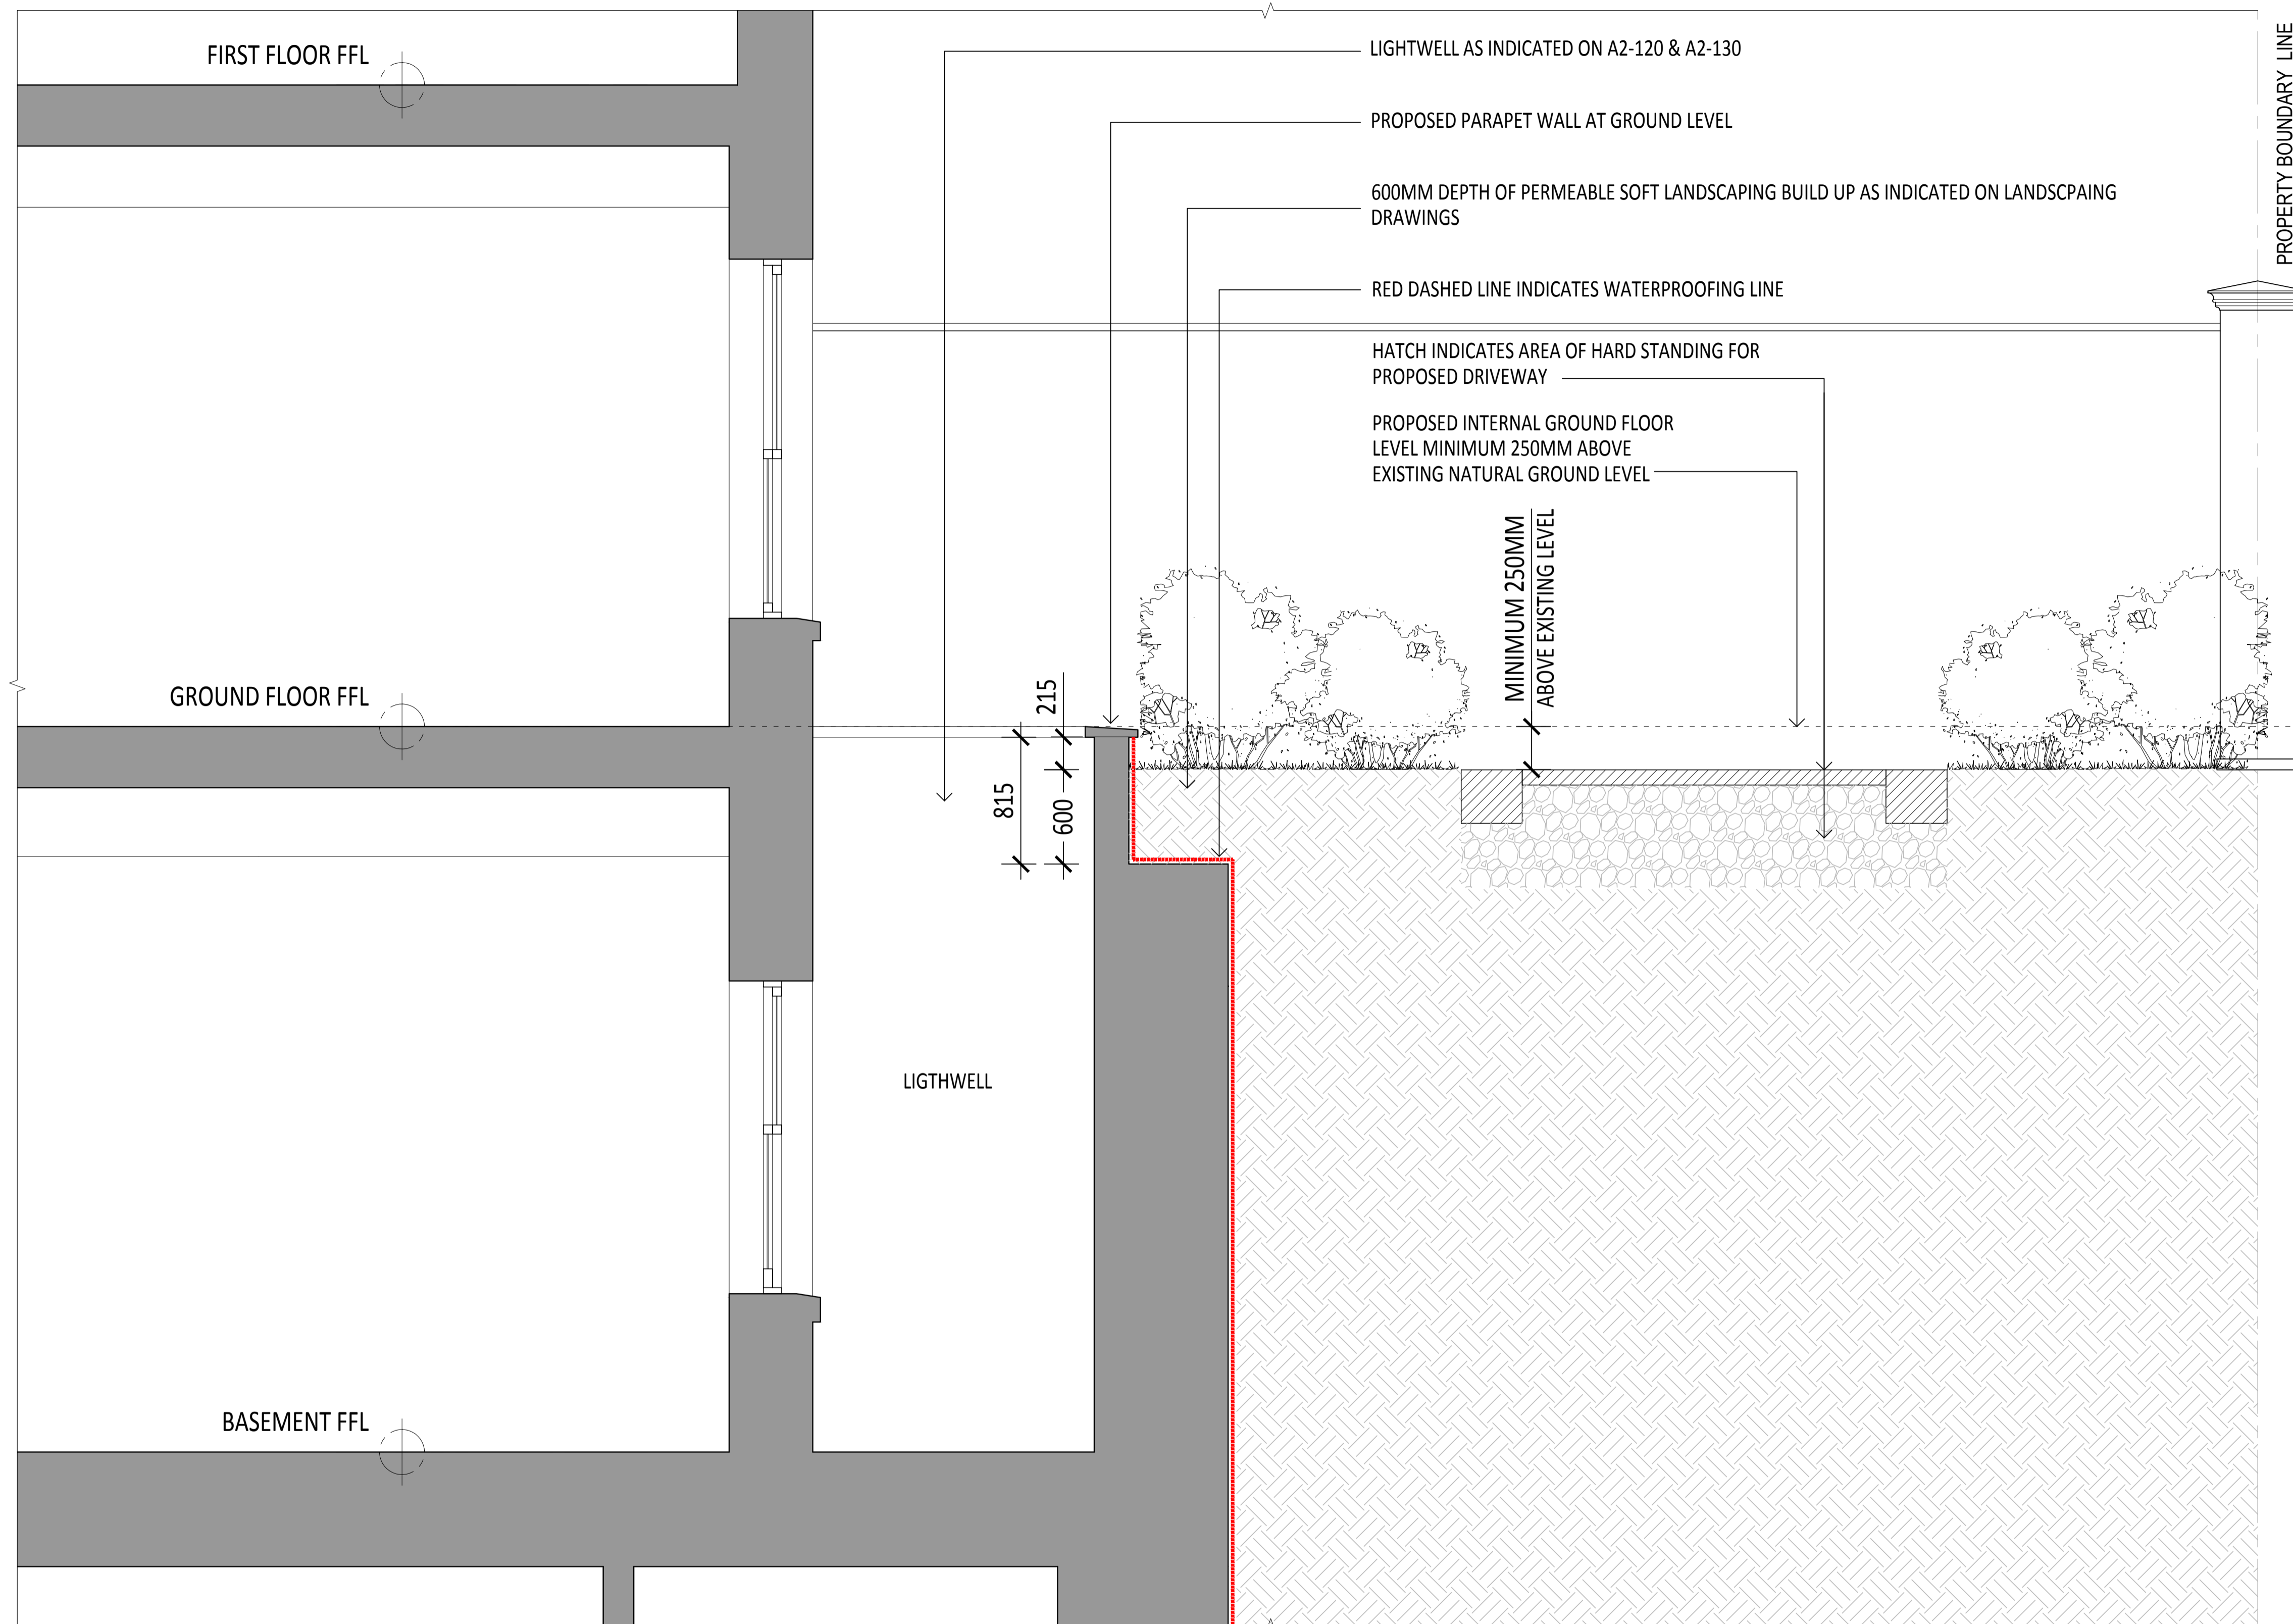 FIRST FLOOR FFL
LIGHTWELL AS INDICATED ON A2-120 & A2-130
PROPERTY BOUNDARY LINE
PROPOSED PARAPET WALL AT GROUND LEVEL
600MM DEPTH OF PERMEABLE SOFT LANDSCAPING BUILD UP AS INDICATED ON LANDSCPAING
DRAWINGS
RED DASHED LINE INDICATES WATERPROOFING LINE
HATCH INDICATES AREA OF HARD STANDING FOR
PROPOSED DRIVEWAY
PROPOSED INTERNAL GROUND FLOOR
LEVEL MINIMUM 250MM ABOVE
EXISTING NATURAL GROUND LEVEL
MINIMUM 250MM
ABOVE EXISTING LEVEL
GROUND FLOOR FFL
215
815
600
LIGTHWELL
BASEMENT FFL